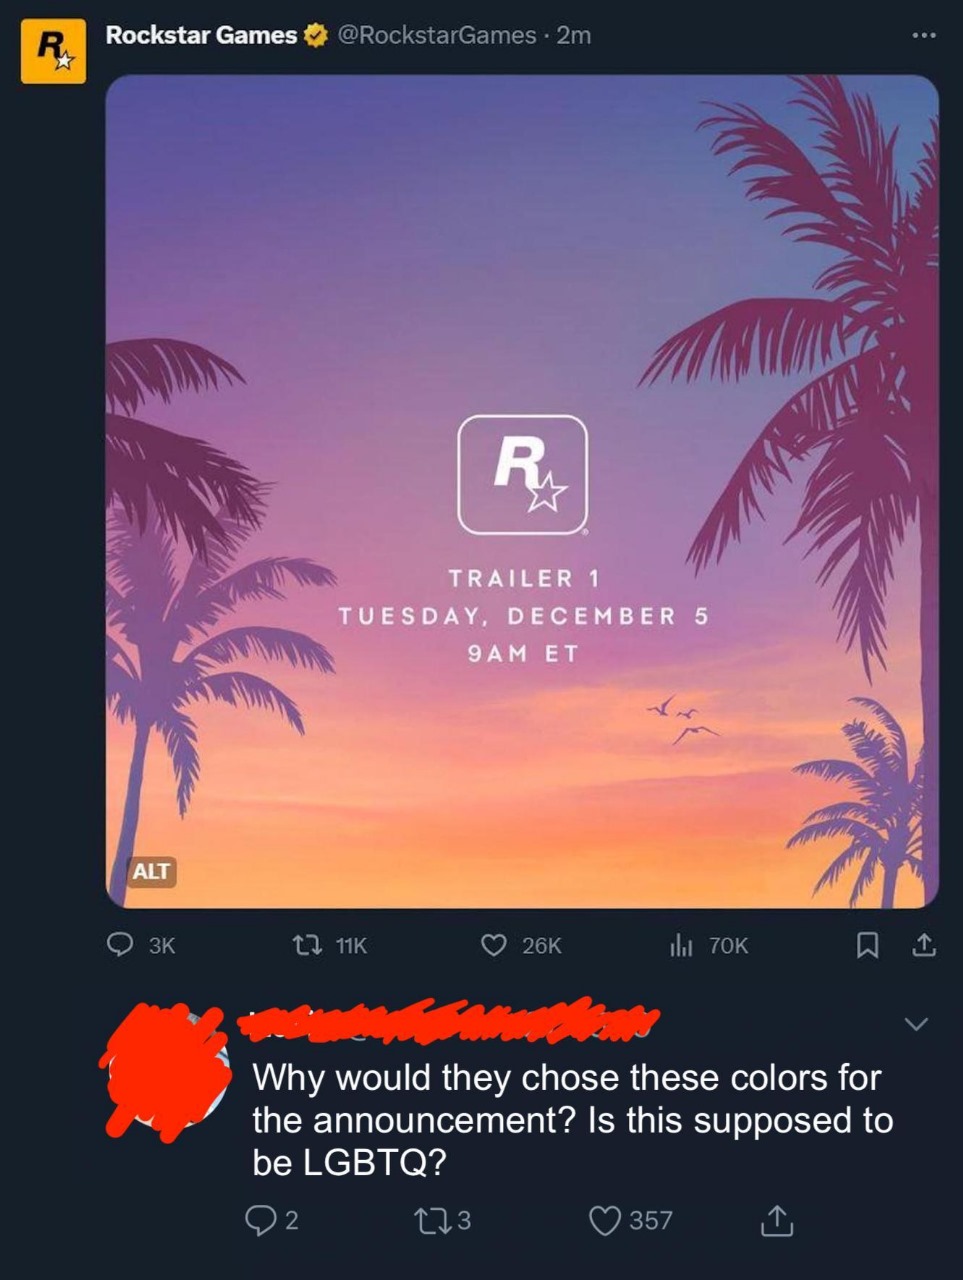 Rockstar Games @RockstarGames · 2m
R
TRAILER 1
TUESDAY, DECEMBER 5
9AM ET
ALT
3K 11K 26K 70K
Why would they chose these colors for
the announcement? Is this supposed to
be LGBTQ?
2 3 357